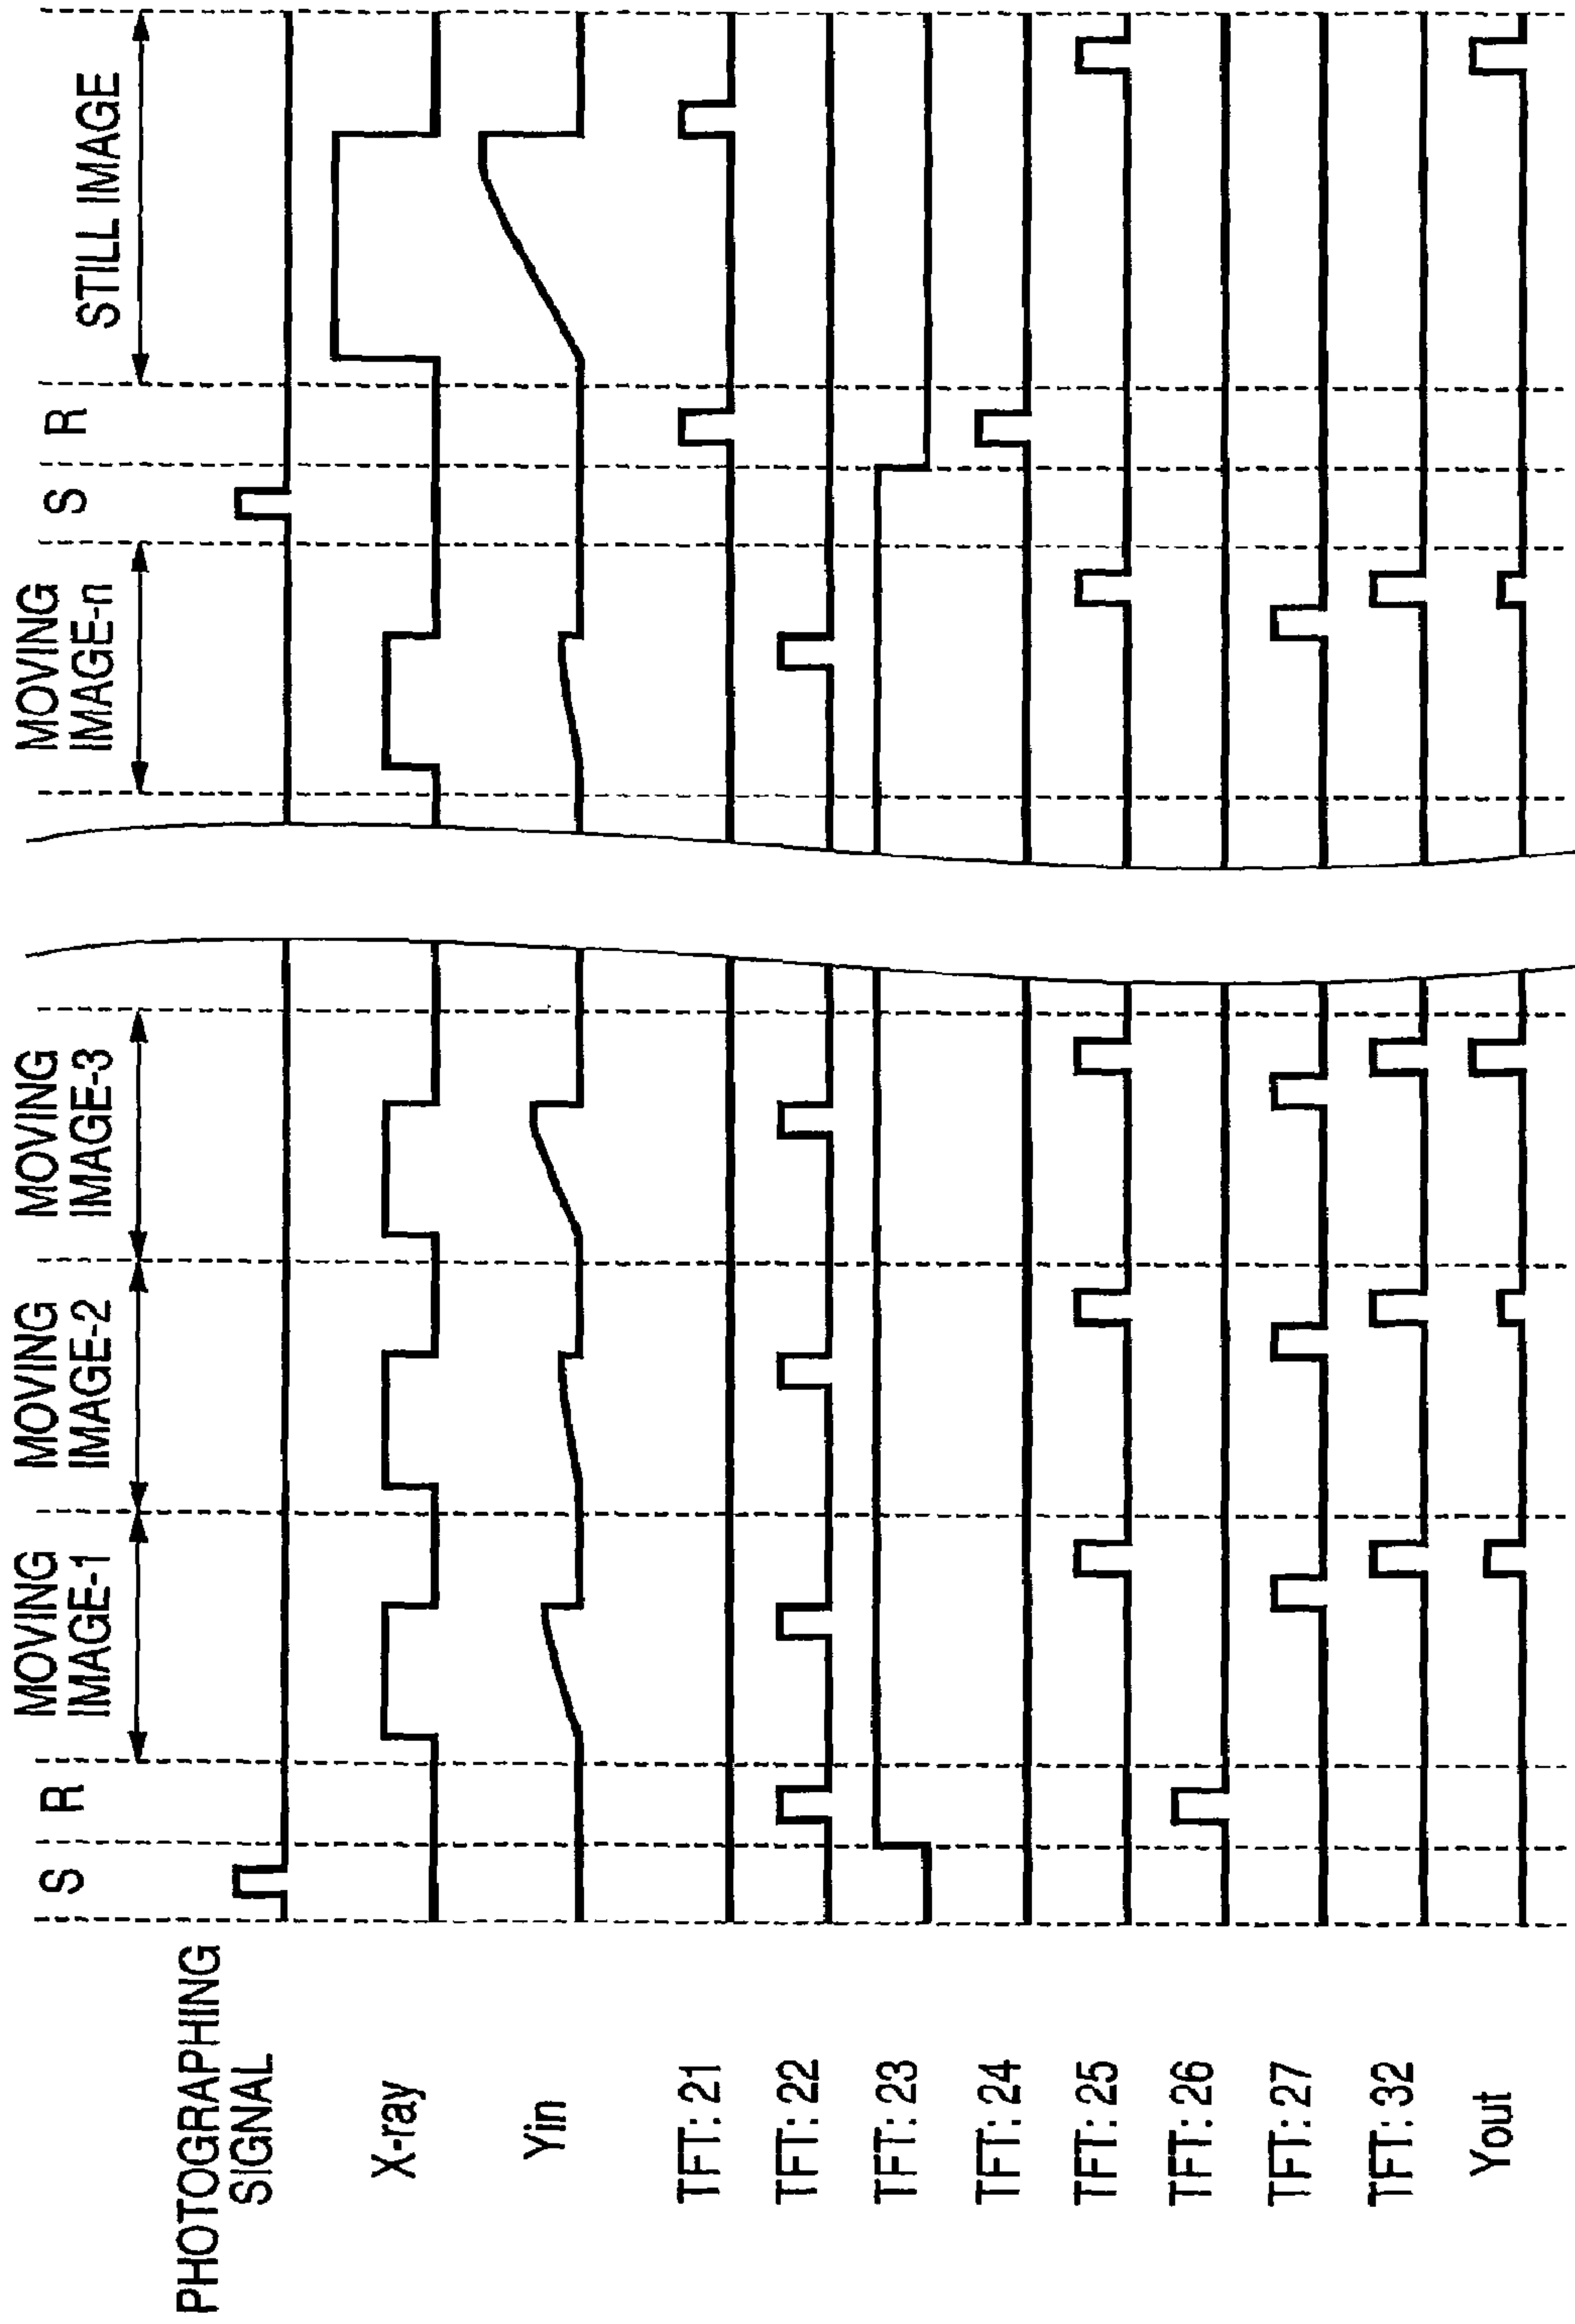 S
R
MOVING
IMAGE-1
MOVING
IMAGE-2
MOVING
IMAGE-3
MOVING
IMAGE-n
S
R
STILL IMAGE
PHOTOGRAPHING
SIGNAL
X-ray
Yin
TFT: 21
TFT: 22
TFT: 23
TFT: 24
TFT: 25
TFT: 26
TFT: 27
TFT: 32
Yout